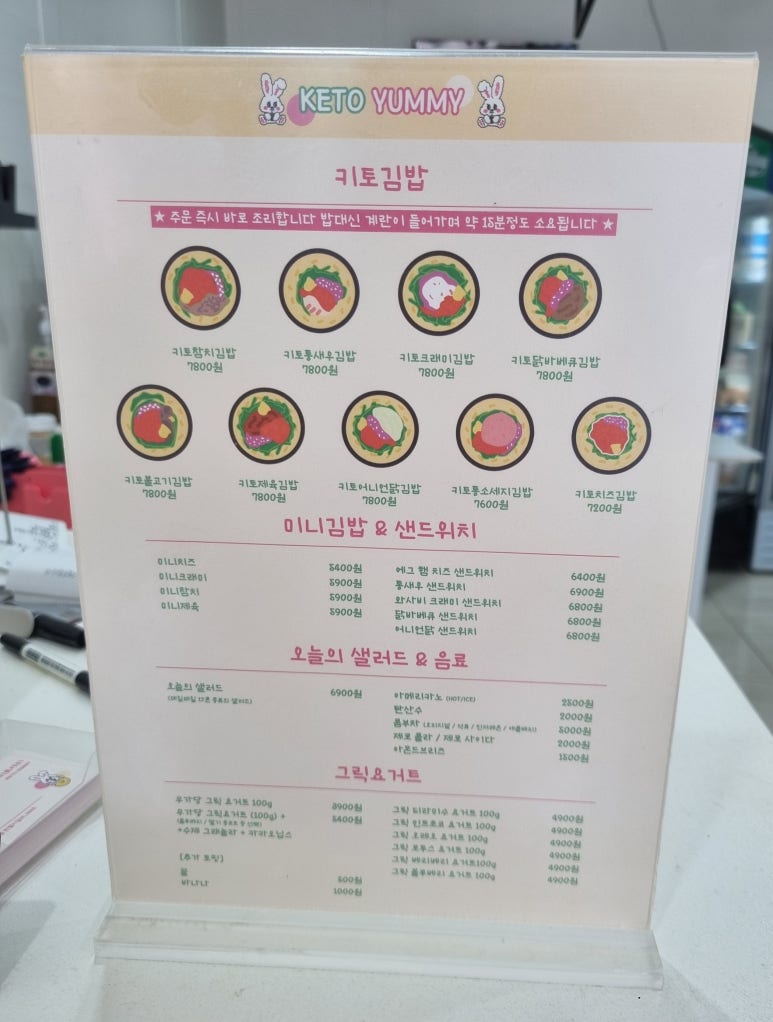 KETO YUMMY
키토김밥
★ 주문 즉시 바로 조리합니다 밥대신 계란이 들어가며 약 15분정도 소요됩니다 ★
키토참치김밥 키토통새우김밥 키토크래미김밥 키토닭바베큐김밥
7800원 7800원 7800원 7800원
키토불고기김밥 키토제육김밥 키토어니언닭김밥 키토통소세지김밥 키토치즈김밥
7800원 7800원 7800원 7600원 7200원
미니김밥 & 샌드위치
미니치즈 5400원
미니크래미 5900원
미니참치 5900원
미니제육 5900원
에그 햄 치즈 샌드위치 6400원
통새우 샌드위치 6900원
와사비 크래미 샌드위치 6800원
닭바베큐 샌드위치 6800원
어니언닭 샌드위치 6800원
오늘의 샐러드 & 음료
오늘의 샐러드 6900원
(매일매일 다른 종류의 샐러드)
아메리카노 (HOT/ICE) 2500원
탄산수 2000원
콤부차 5000원
제로 콜라 / 제로 사이다 2000원
아몬드브리즈 1500원
그릭요거트
무가당 그릭 요거트 100g 3900원
무가당 그릭요거트 (100g) + 5400원
+수제 그래놀라 + 카카오닙스
[추가 토핑]
꿀 500원
바나나 1000원
그릭 티라미수 요거트 100g 4900원
그릭 민트초코 요거트 100g 4900원
그릭 오레오 요거트 100g 4900원
그릭 로투스 요거트 100g 4900원
그릭 베리베리 요거트100g 4900원
그릭 블루베리 요거트 100g 4900원